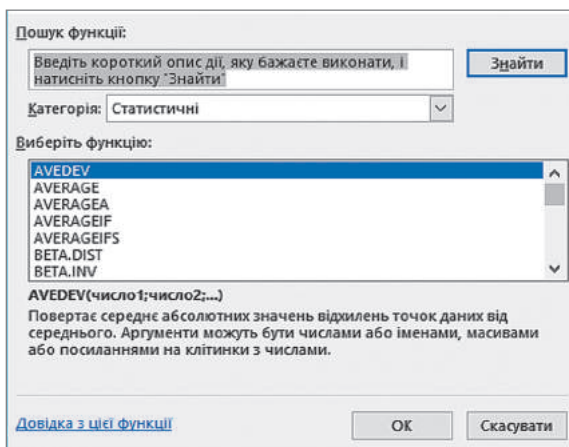 Пошук функції:
Введіть короткий опис дії, яку бажаєте виконати, і
натисніть кнопку "Знайти"
Знайти
Категорія: Статистичні
Виберіть функцію:
AVEDEV
AVERAGE
AVERAGEA
AVERAGEIF
AVERAGEIFS
BETA.DIST
BETA.INV
AVEDEV(число1;число2;...)
Повертає середнє абсолютних значень відхилень точок даних від
середнього. Аргументи можуть бути числами або іменами, масивами
або посиланнями на клітинки з числами.
Довідка з цієї функції
OK
Скасувати